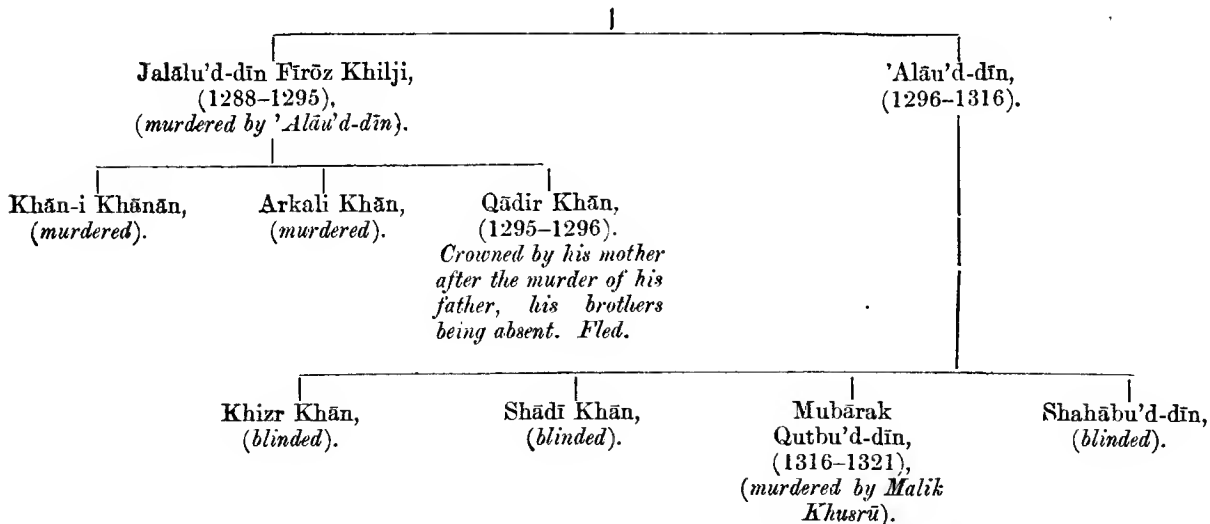 Jalālu'd-dīn Fīrōz Khilji,
(1288–1295),
(murdered by 'Alāu'd-dīn).
'Alāu'd-dīn,
(1296–1316).
Khān-i Khānān,
(murdered).
Arkali Khān,
(murdered).
Qādir Khān,
(1295–1296).
Crowned by his mother
after the murder of his
father, his brothers
being absent. Fled.
Khizr Khān,
(blinded).
Shādī Khān,
(blinded).
Mubārak
Qutbu'd-dīn,
(1316–1321),
(murdered by Malik
Khusrū).
Shahābu'd-dīn,
(blinded).